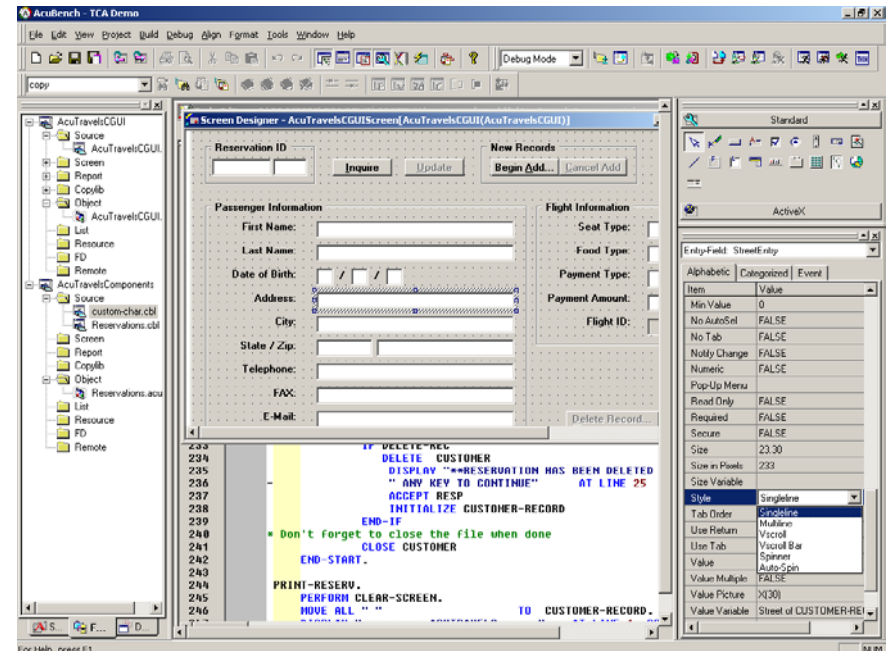 AcuBench - TCA Demo
File Edit View Project Build Debug Align Format Tools Window Help
Debug Mode
copy
AcuTravelsCGUI
Source
AcuTravelsCGUI.
Screen
Report
Copylib
Object
AcuTravelsCGUI.
List
Resource
FD
Remote
AcuTravelsComponents
Source
custom-char.cbl
Reservations.cbl
Screen
Report
Copylib
Object
Reservations.acu
List
Resource
FD
Remote
S... F... D...
Screen Designer - AcuTravelsCGUIScreen[AcuTravelsCGUI(AcuTravelsCGUI)]
Reservation ID
New Records
Inquire Update Begin Add... Cancel Add
Passenger Information
Flight Information
First Name: Seat Type:
Last Name: Food Type:
Date of Birth: / / Payment Type:
Address: Payment Amount:
City: Flight ID:
State / Zip:
Telephone:
FAX:
E-Mail: Delete Record...
233 IF DELETE-REC
234 DELETE CUSTOMER
235 DISPLAY "**RESERVATION HAS BEEN DELETED
236 - " ANY KEY TO CONTINUE" AT LINE 25
237 ACCEPT RESP
238 INITIALIZE CUSTOMER-RECORD
239 END-IF
240 * Don't forget to close the file when done
241 CLOSE CUSTOMER
242 END-START.
243
244 PRINT-RESERV.
245 PERFORM CLEAR-SCREEN.
246 MOVE ALL " " TO CUSTOMER-RECORD.
Standard
ActiveX
Entry-Field: StreetEntry
Alphabetic Categorized Event
Item Value
Min Value 0
No AutoSel FALSE
No Tab FALSE
Notify Change FALSE
Numeric FALSE
Pop-Up Menu
Read Only FALSE
Required FALSE
Secure FALSE
Size 23.30
Size in Pixels 233
Size Variable
Style Singleline
Tab Order Singleline
Multiline
Use Return Vscroll
Use Tab Vscroll Bar
Value Spinner
Auto-Spin
Value Multiple FALSE
Value Picture X(30)
Value Variable Street of CUSTOMER-RE
For Help, press F1
NUM